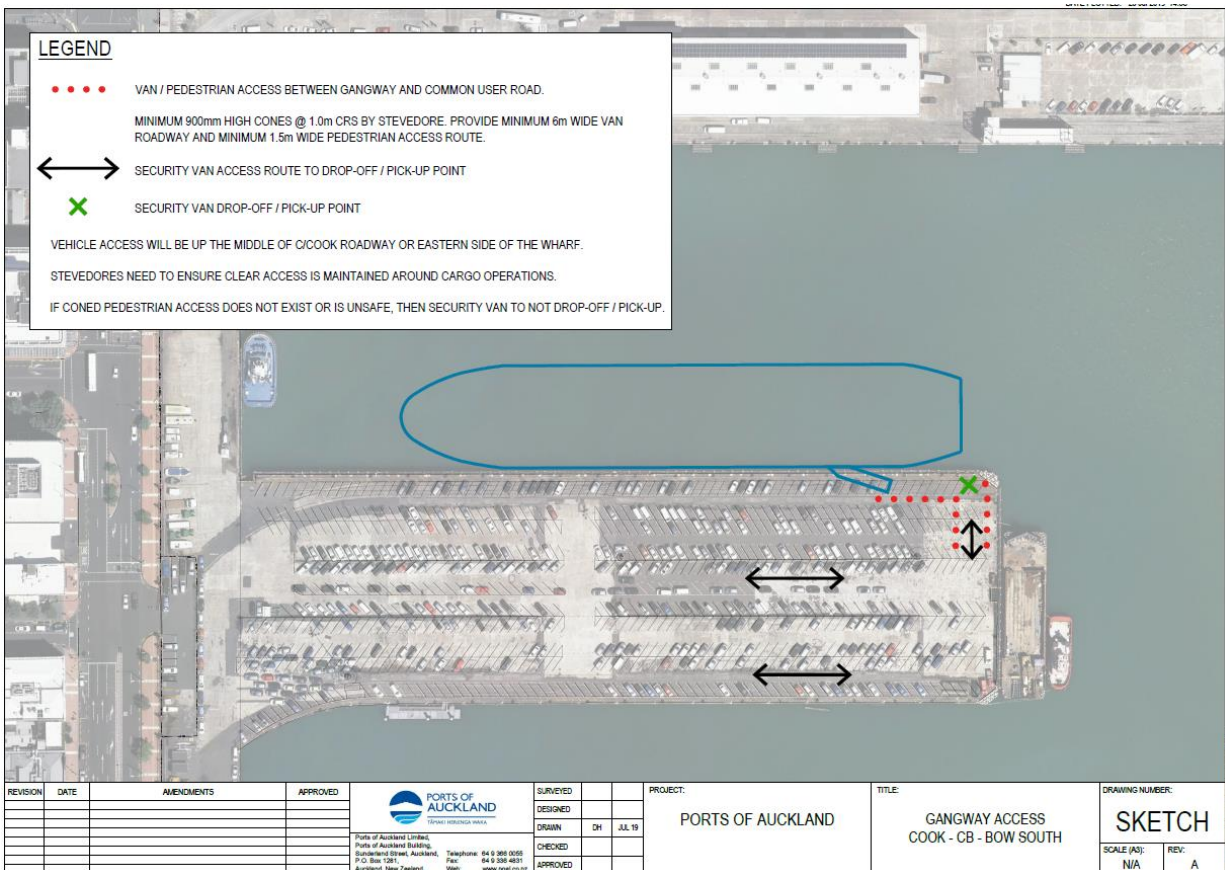 LEGEND
VAN / PEDESTRIAN ACCESS BETWEEN GANGWAY AND COMMON USER ROAD.
MINIMUM 900mm HIGH CONES @ 1.0m CRS BY STEVEDORE. PROVIDE MINIMUM 6m WIDE VAN
ROADWAY AND MINIMUM 1.5m WIDE PEDESTRIAN ACCESS ROUTE.
SECURITY VAN ACCESS ROUTE TO DROP-OFF / PICK-UP POINT
SECURITY VAN DROP-OFF / PICK-UP POINT
VEHICLE ACCESS WILL BE UP THE MIDDLE OF C/COOK ROADWAY OR EASTERN SIDE OF THE WHARF.
STEVEDORES NEED TO ENSURE CLEAR ACCESS IS MAINTAINED AROUND CARGO OPERATIONS.
IF CONED PEDESTRIAN ACCESS DOES NOT EXIST OR IS UNSAFE, THEN SECURITY VAN TO NOT DROP-OFF / PICK-UP.
REVISION DATE AMENDMENTS APPROVED
PORTS OF
AUCKLAND
Ports of Auckland Limited,
Ports of Auckland Building,
Sunderland Street, Auckland,
P.O. Box 1281,
Auckland, New Zealand
Telephone: 64 9 366 0055
Fax: 64 9 336 4831
Web: www.poal.co.nz
SURVEYED
DESIGNED
DRAWN DH JUL 19
CHECKED
APPROVED
PROJECT:
PORTS OF AUCKLAND
TITLE:
GANGWAY ACCESS
COOK - CB - BOW SOUTH
DRAWING NUMBER:
SKETCH
SCALE (A3): REV:
N/A A